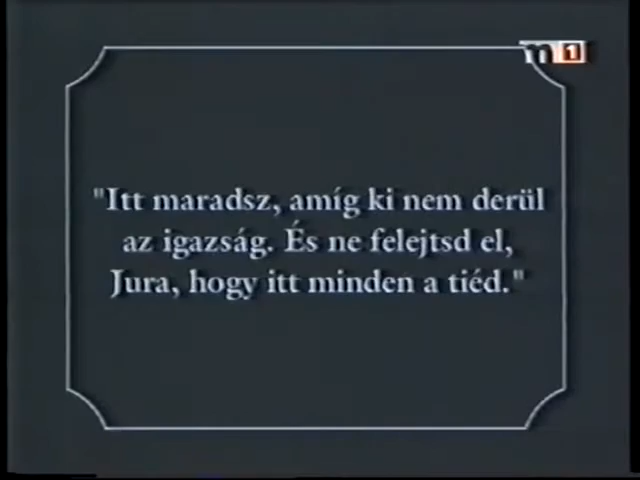 m1
"Itt maradsz, amíg ki nem derül
az igazság. És ne felejtsd el,
Jura, hogy itt minden a tiéd."